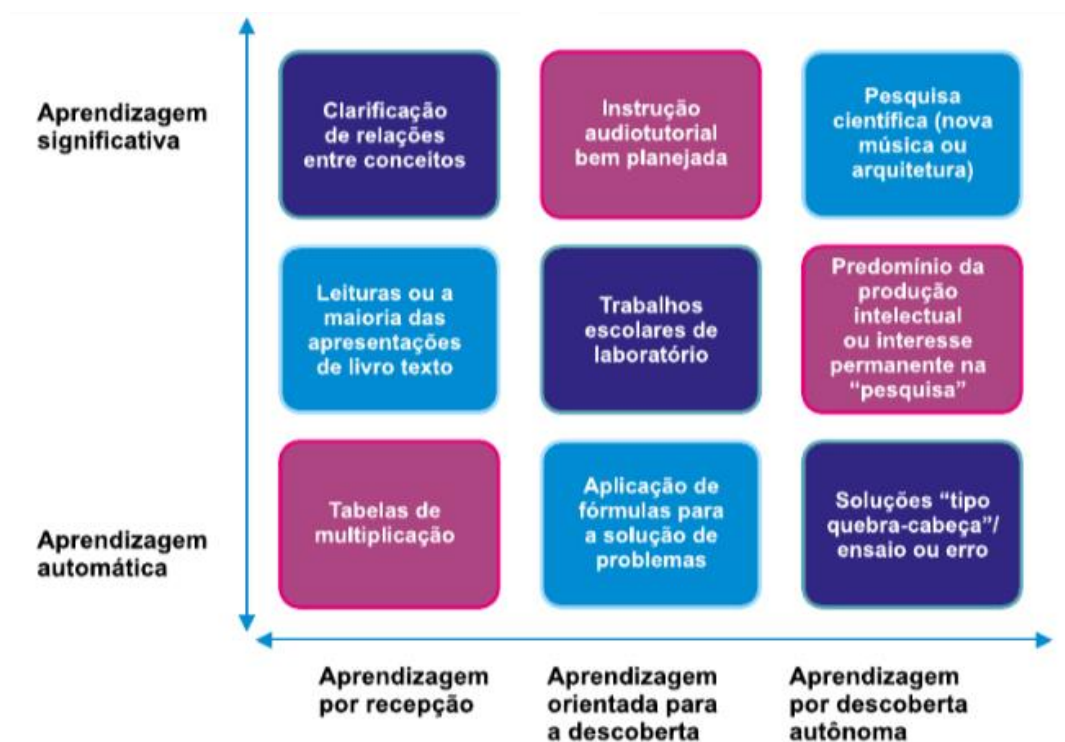 Aprendizagem
significativa
Clarificação
de relações
entre conceitos
Instrução
audiotutorial
bem planejada
Pesquisa
científica (nova
música ou
arquitetura)
Leituras ou a
maioria das
apresentações
de livro texto
Trabalhos
escolares de
laboratório
Predomínio da
produção
intelectual
ou interesse
permanente na
“pesquisa”
Aprendizagem
automática
Tabelas de
multiplicação
Aplicação de
fórmulas para
a solução de
problemas
Soluções “tipo
quebra-cabeça”/
ensaio ou erro
Aprendizagem
por recepção
Aprendizagem
orientada para
a descoberta
Aprendizagem
por descoberta
autônoma